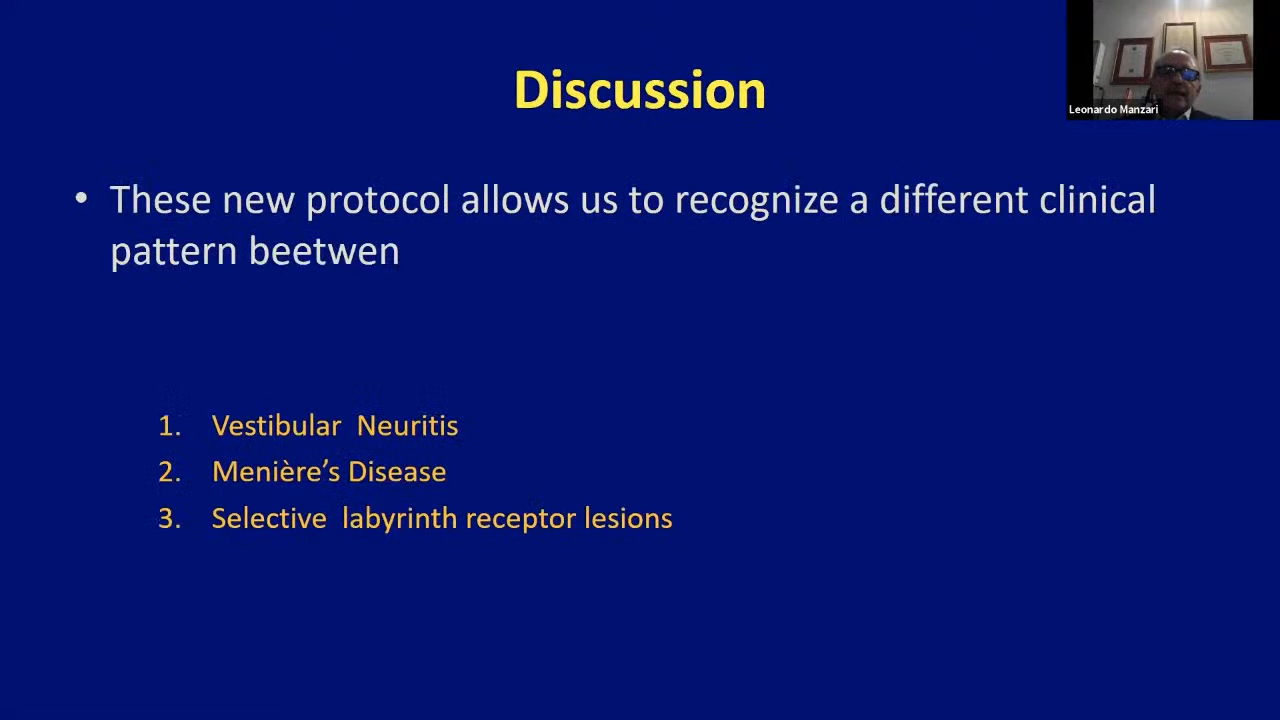 Discussion
Leonardo Manzari
• These new protocol allows us to recognize a different clinical
pattern beetwen
1. Vestibular Neuritis
2. Menière’s Disease
3. Selective labyrinth receptor lesions